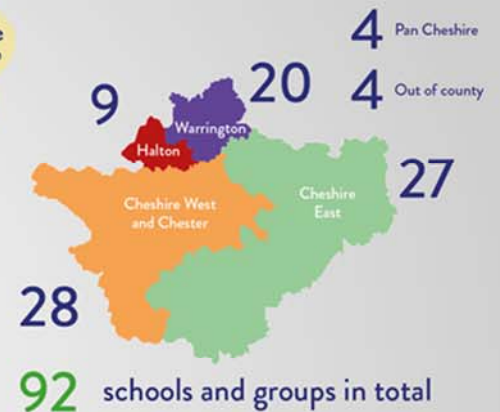 4 Pan Cheshire
9
20
4 Out of county
Warrington
Halton
27
Cheshire West
and Chester
Cheshire
East
28
92 schools and groups in total